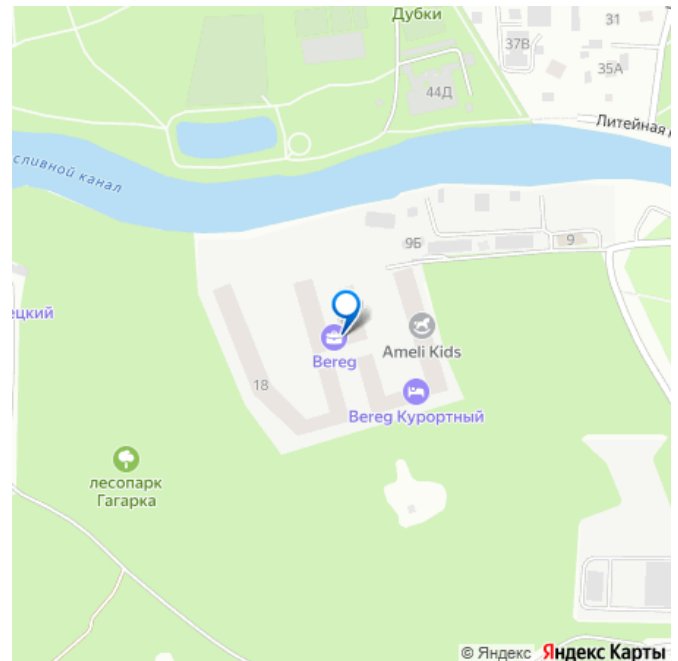 Дубки
31
37В
35А
44Д
Литейная
сливной канал
9Б
9
ецкий
Bereg
Ameli Kids
18
Bereg Курортный
лесопарк
Гагарка
© Яндекс Яндекс Карты